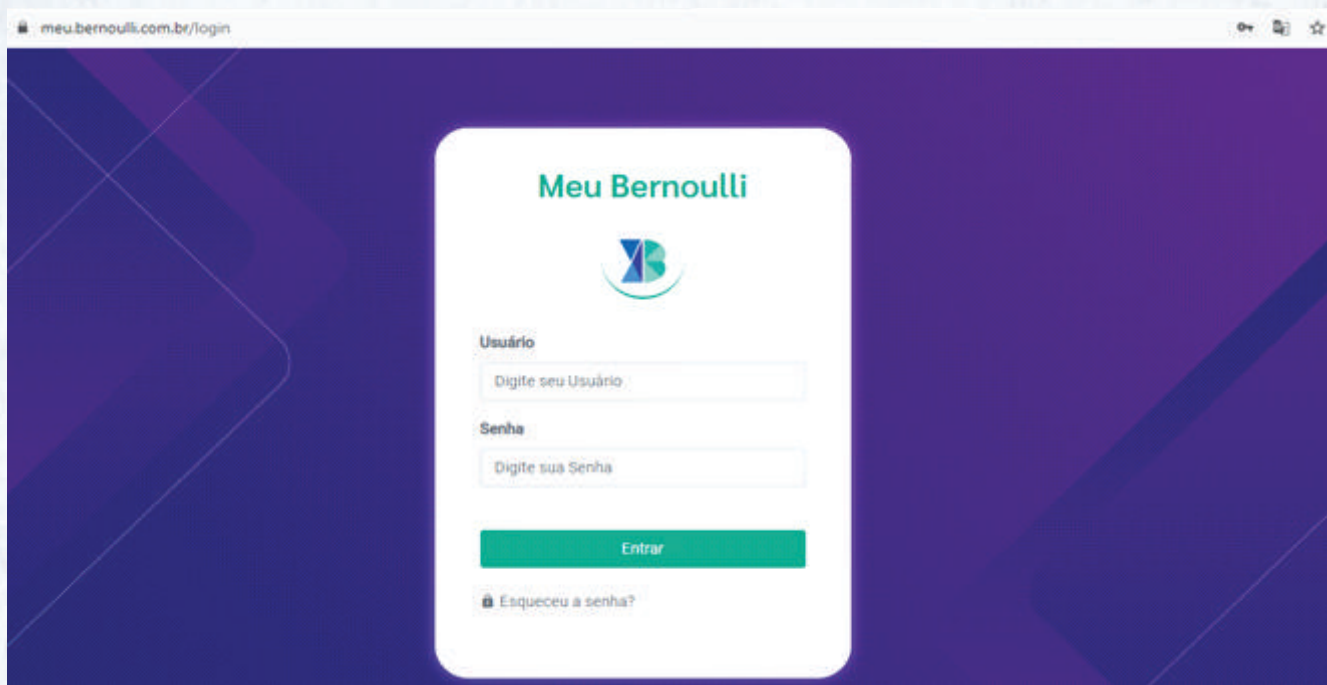 meu.bernoulli.com.br/login
Meu Bernoulli
Usuário
Digite seu Usuário
Senha
Digite sua Senha
Entrar
Esqueceu a senha?